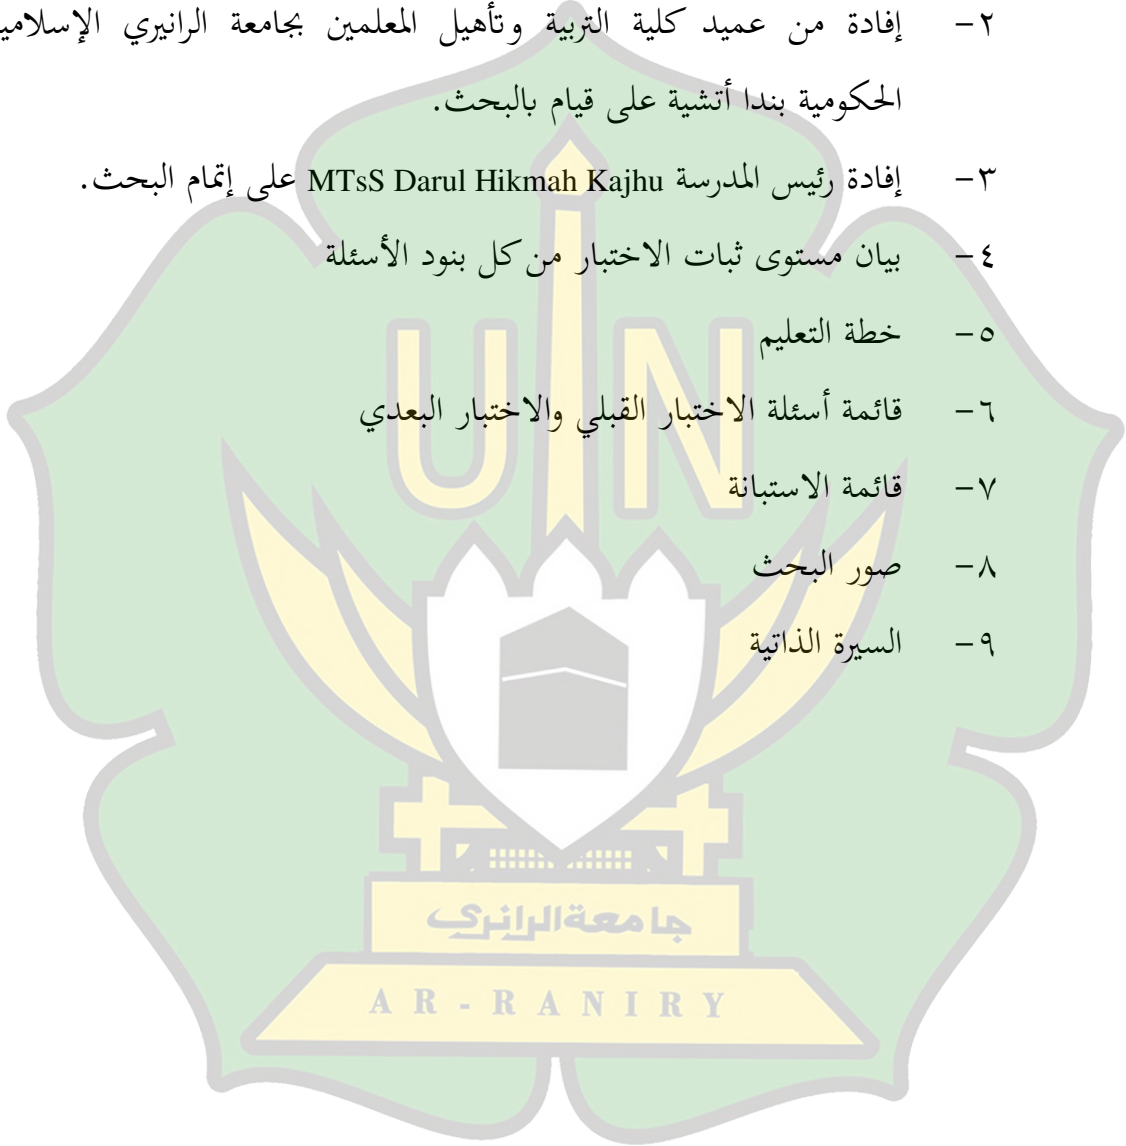 ٢- إفادة من عميد كلية التربية وتأهيل المعلمين بجامعة الرانيري
الحكومية بندا أتشية على قيام بالبحث.
٣- إفادة رئيس المدرسة MTsS Darul Hikmah Kajhu على إتمام البحث.
٤- بيان مستوى ثبات الاختبار من كل بنود الأسئلة
٥- خطة التعليم
٦- قائمة أسئلة الاختبار القبلي والاختبار البعدي
٧- قائمة الاستبانة
٨- صور البحث
٩- السيرة الذاتية
UIN
جامعة الرانري
AR-RANIRY